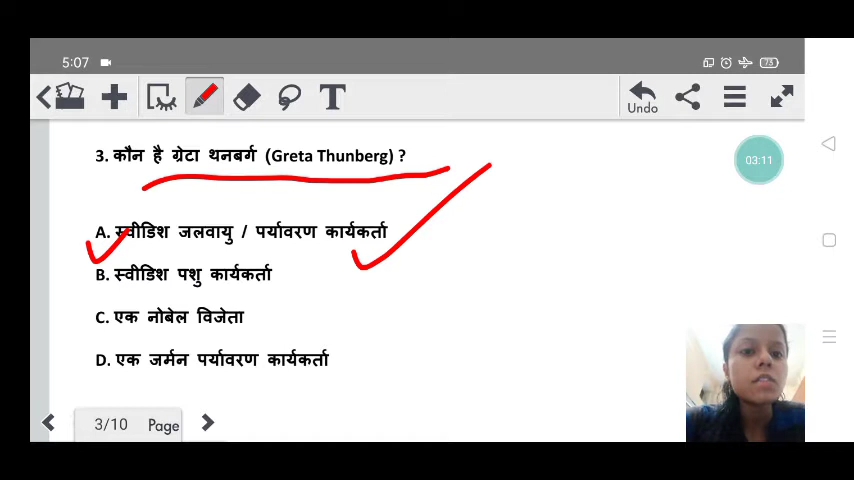 5:07
73
T
Undo
3. कौन है ग्रेटा थनबर्ग (Greta Thunberg) ?
03:11
A. स्वीडिश जलवायु / पर्यावरण कार्यकर्ता
B. स्वीडिश पशु कार्यकर्ता
C. एक नोबेल विजेता
D. एक जर्मन पर्यावरण कार्यकर्ता
3/10 Page